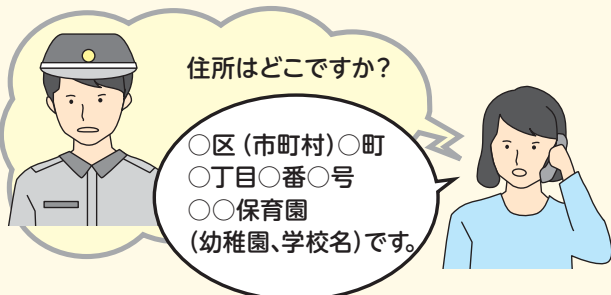 住所はどこですか?
○区(市町村)○町
○丁目○番○号
○○保育園
(幼稚園、学校名)です。